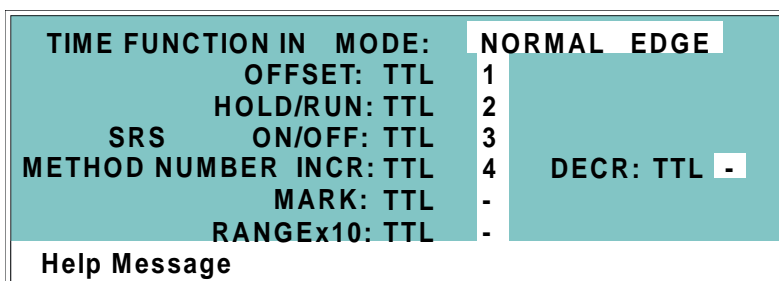 TIME FUNCTION IN MODE: NORMAL EDGE
OFFSET: TTL 1
HOLD/RUN: TTL 2
SRS ON/OFF: TTL 3
METHOD NUMBER INCR: TTL 4 DECR: TTL -
MARK: TTL -
RANGEx10: TTL -
Help Message